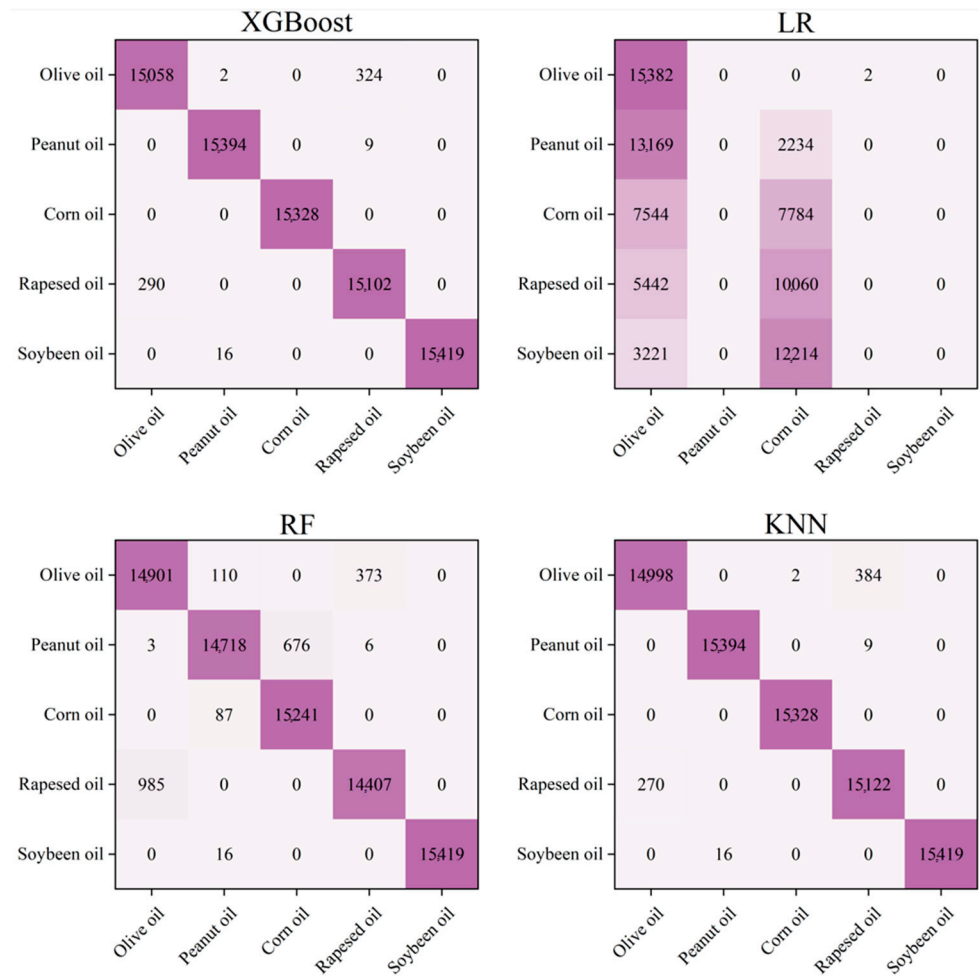 XGBoost
Olive oil 15,058 2 0 324 0
Peanut oil 0 15,394 0 9 0
Corn oil 0 0 15,328 0 0
Rapesed oil 290 0 0 15,102 0
Soybeen oil 0 16 0 0 15,419
Olive oil Peanut oil Corn oil Rapesed oil Soybeen oil
LR
Olive oil 15,382 0 0 2 0
Peanut oil 13,169 0 2234 0 0
Corn oil 7544 0 7784 0 0
Rapesed oil 5442 0 10,060 0 0
Soybeen oil 3221 0 12,214 0 0
Olive oil Peanut oil Corn oil Rapesed oil Soybeen oil
RF
Olive oil 14,901 110 0 373 0
Peanut oil 3 14,718 676 6 0
Corn oil 0 87 15,241 0 0
Rapesed oil 985 0 0 14,407 0
Soybeen oil 0 16 0 0 15,419
Olive oil Peanut oil Corn oil Rapesed oil Soybeen oil
KNN
Olive oil 14,998 0 2 384 0
Peanut oil 0 15,394 0 9 0
Corn oil 0 0 15,328 0 0
Rapesed oil 270 0 0 15,122 0
Soybeen oil 0 16 0 0 15,419
Olive oil Peanut oil Corn oil Rapesed oil Soybeen oil